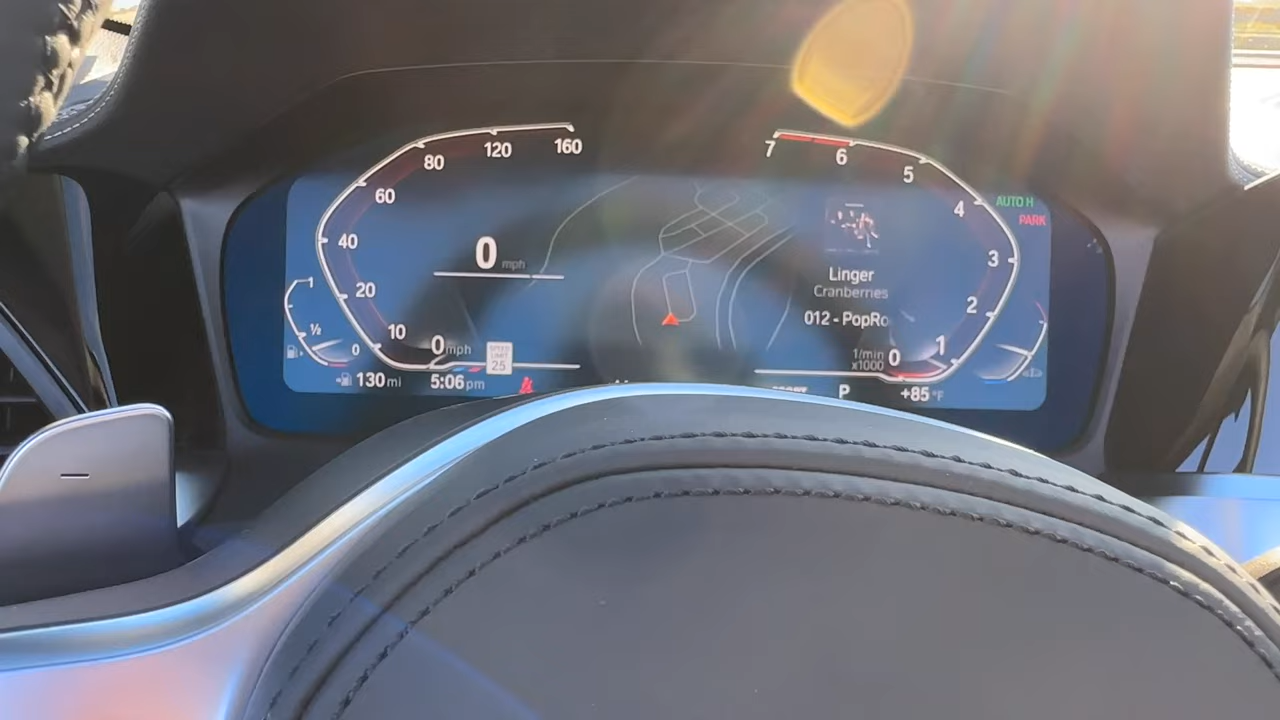 160
120
80
60
40
20
10
0 mph
0 mph
SPEED LIMIT 25
1
1/2
0
130 mi
5:06 pm
7
6
5
4
3
2
1
0
1/min
x1000
AUTO H
PARK
Linger
Cranberries
012 - PopRo
P
+85 °F